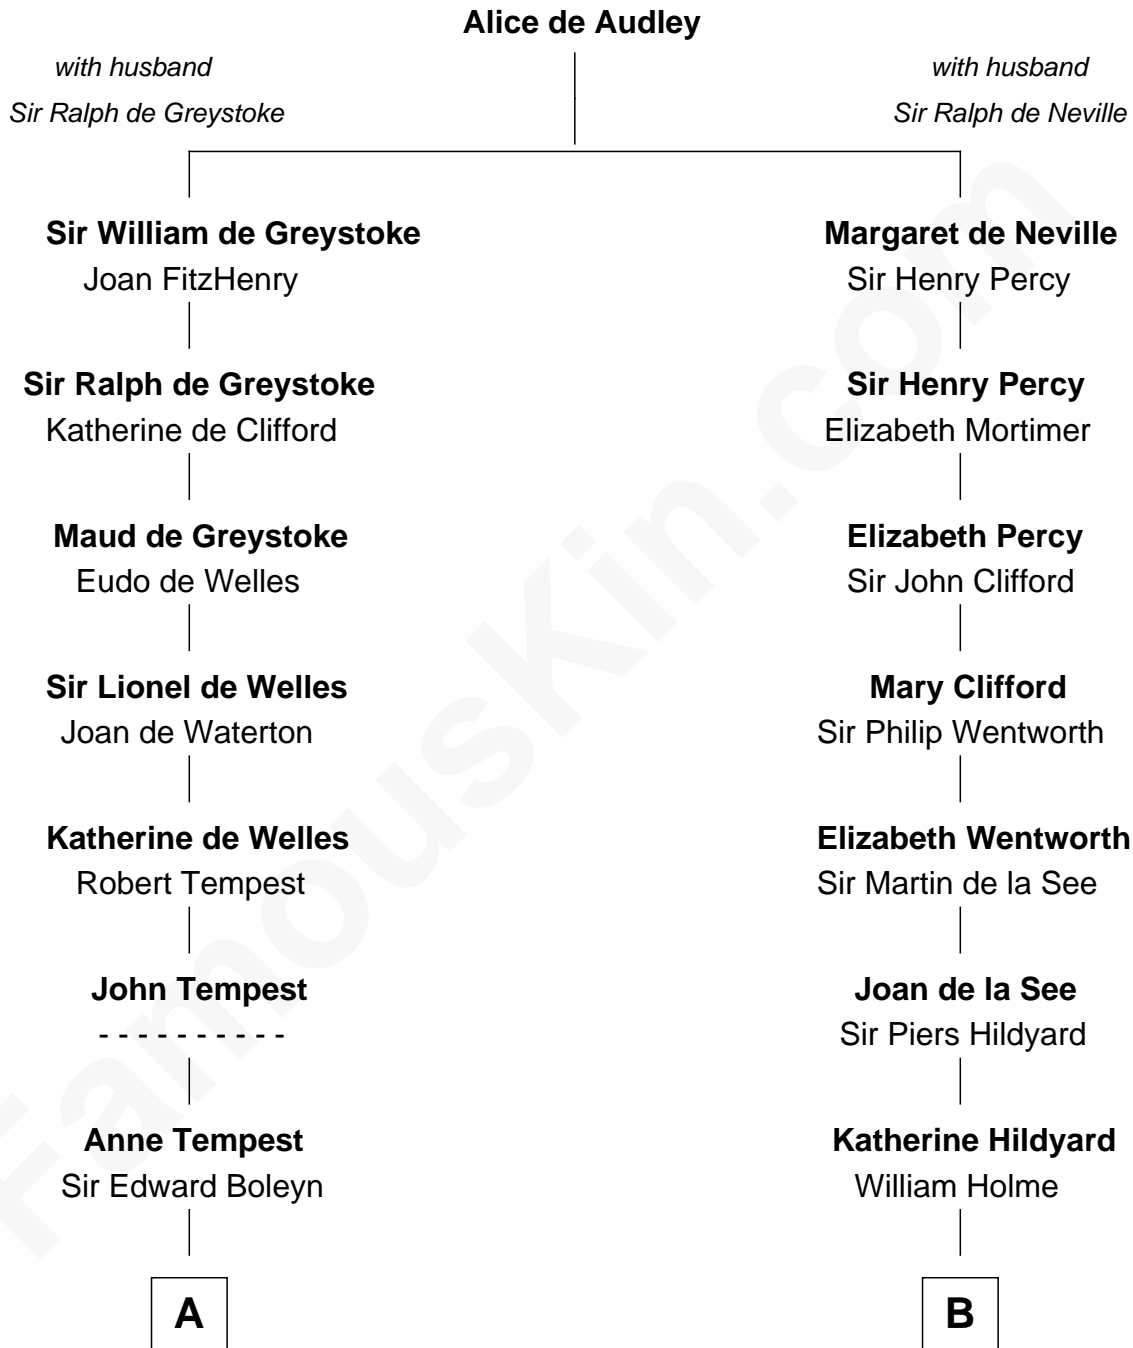 Alice de Audley
with husband
Sir Ralph de Greystoke
with husband
Sir Ralph de Neville
Sir William de Greystoke
Joan FitzHenry
Margaret de Neville
Sir Henry Percy
Sir Ralph de Greystoke
Katherine de Clifford
Sir Henry Percy
Elizabeth Mortimer
Maud de Greystoke
Eudo de Welles
Elizabeth Percy
Sir John Clifford
Sir Lionel de Welles
Joan de Waterton
Mary Clifford
Sir Philip Wentworth
Katherine de Welles
Robert Tempest
Elizabeth Wentworth
Sir Martin de la See
John Tempest
- - - - - - - - - -
Joan de la See
Sir Piers Hildyard
Anne Tempest
Sir Edward Boleyn
Katherine Hildyard
William Holme
A
B
FamousKin.com